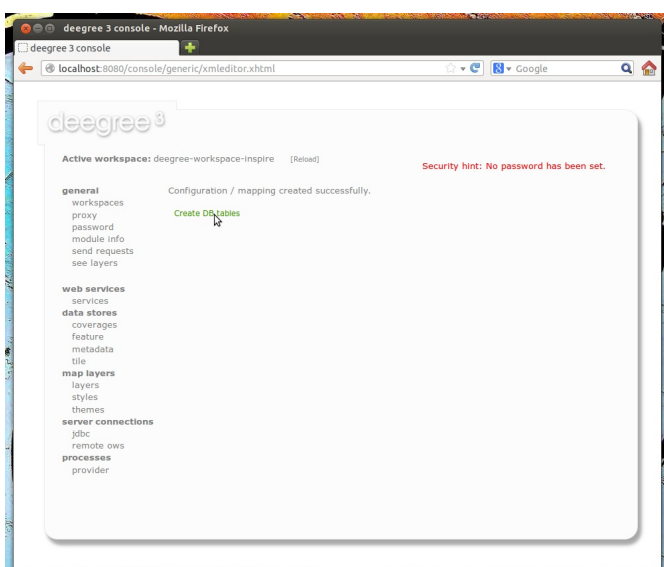 deegree 3 console - Mozilla Firefox
deegree 3 console
localhost:8080/console/generic/xmleditor.xhtml
Google
deegree 3
Active workspace: deegree-workspace-inspire [Reload]
Security hint: No password has been set.
general
workspaces
proxy
password
module info
send requests
see layers
web services
services
data stores
coverages
feature
metadata
tile
map layers
layers
styles
themes
server connections
jdbc
remote ows
processes
provider
Configuration / mapping created successfully.
Create DB tables